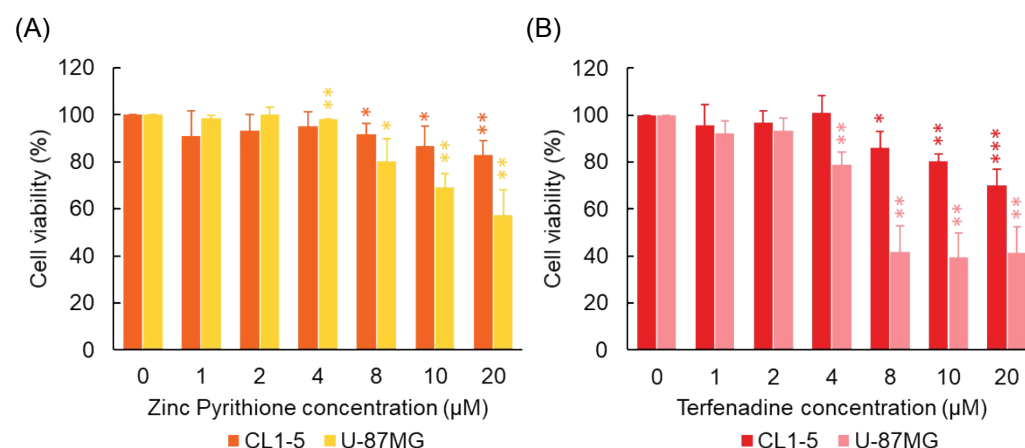 (A)
Cell viability (%)
120
100
80
60
40
20
0
** * * ** ** **
0 1 2 4 8 10 20
Zinc Pyrithione concentration (μM)
CL1-5 U-87MG
(B)
Cell viability (%)
120
100
80
60
40
20
0
** * ** ** ** *** **
0 1 2 4 8 10 20
Terfenadine concentration (μM)
CL1-5 U-87MG